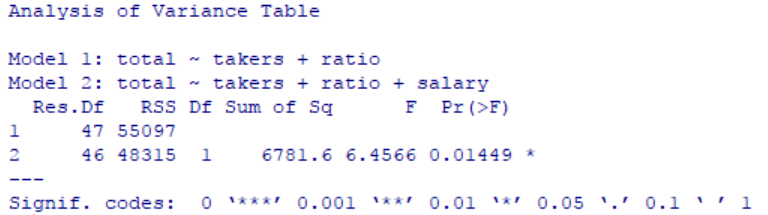 Analysis of Variance Table
Model 1: total ~ takers + ratio
Model 2: total ~ takers + ratio + salary
  Res.Df   RSS Df Sum of Sq      F  Pr(>F)
1     47 55097
2     46 48315  1    6781.6 6.4566 0.01449 *
---
Signif. codes:  0 ‘***’ 0.001 ‘**’ 0.01 ‘*’ 0.05 ‘.’ 0.1 ‘ ’ 1